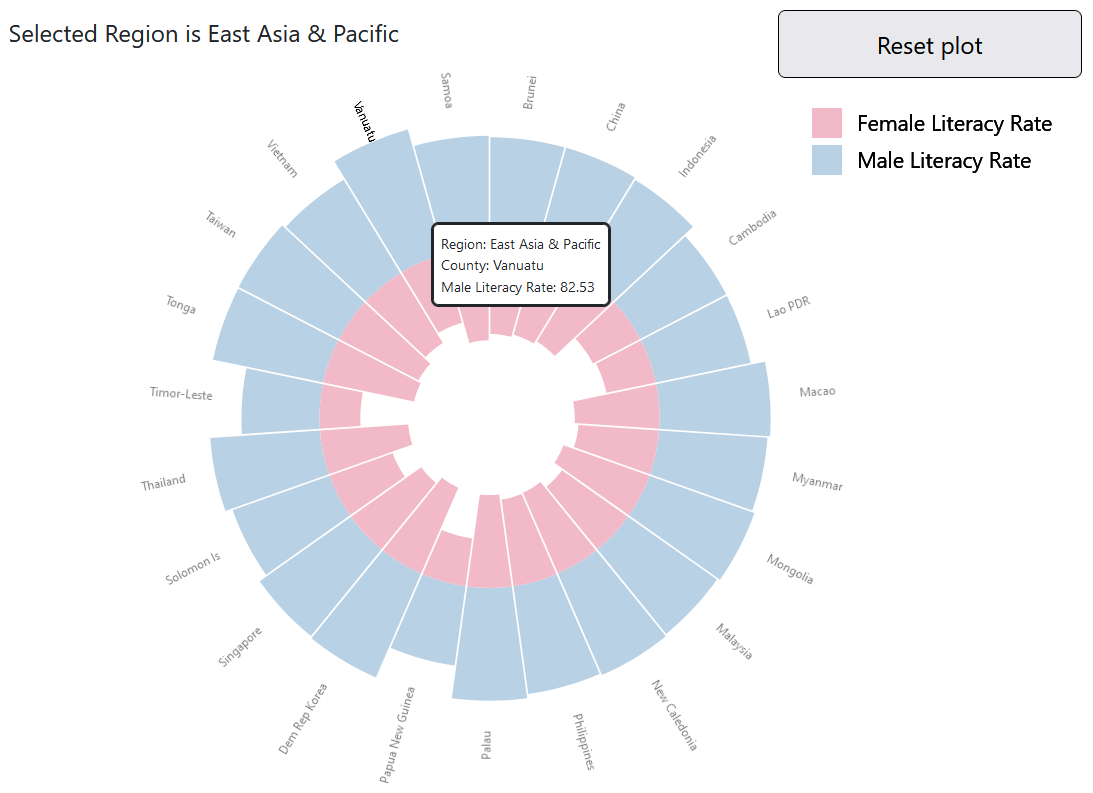 Selected Region is East Asia & Pacific
Reset plot
Female Literacy Rate
Male Literacy Rate
Samoa
Brunei
China
Indonesia
Cambodia
Lao PDR
Macao
Myanmar
Mongolia
Malaysia
New Caledonia
Philippines
Palau
Papua New Guinea
Dem Rep Korea
Singapore
Solomon Is
Thailand
Timor-Leste
Tonga
Taiwan
Vietnam
Vanuatu
Region: East Asia & Pacific
County: Vanuatu
Male Literacy Rate: 82.53